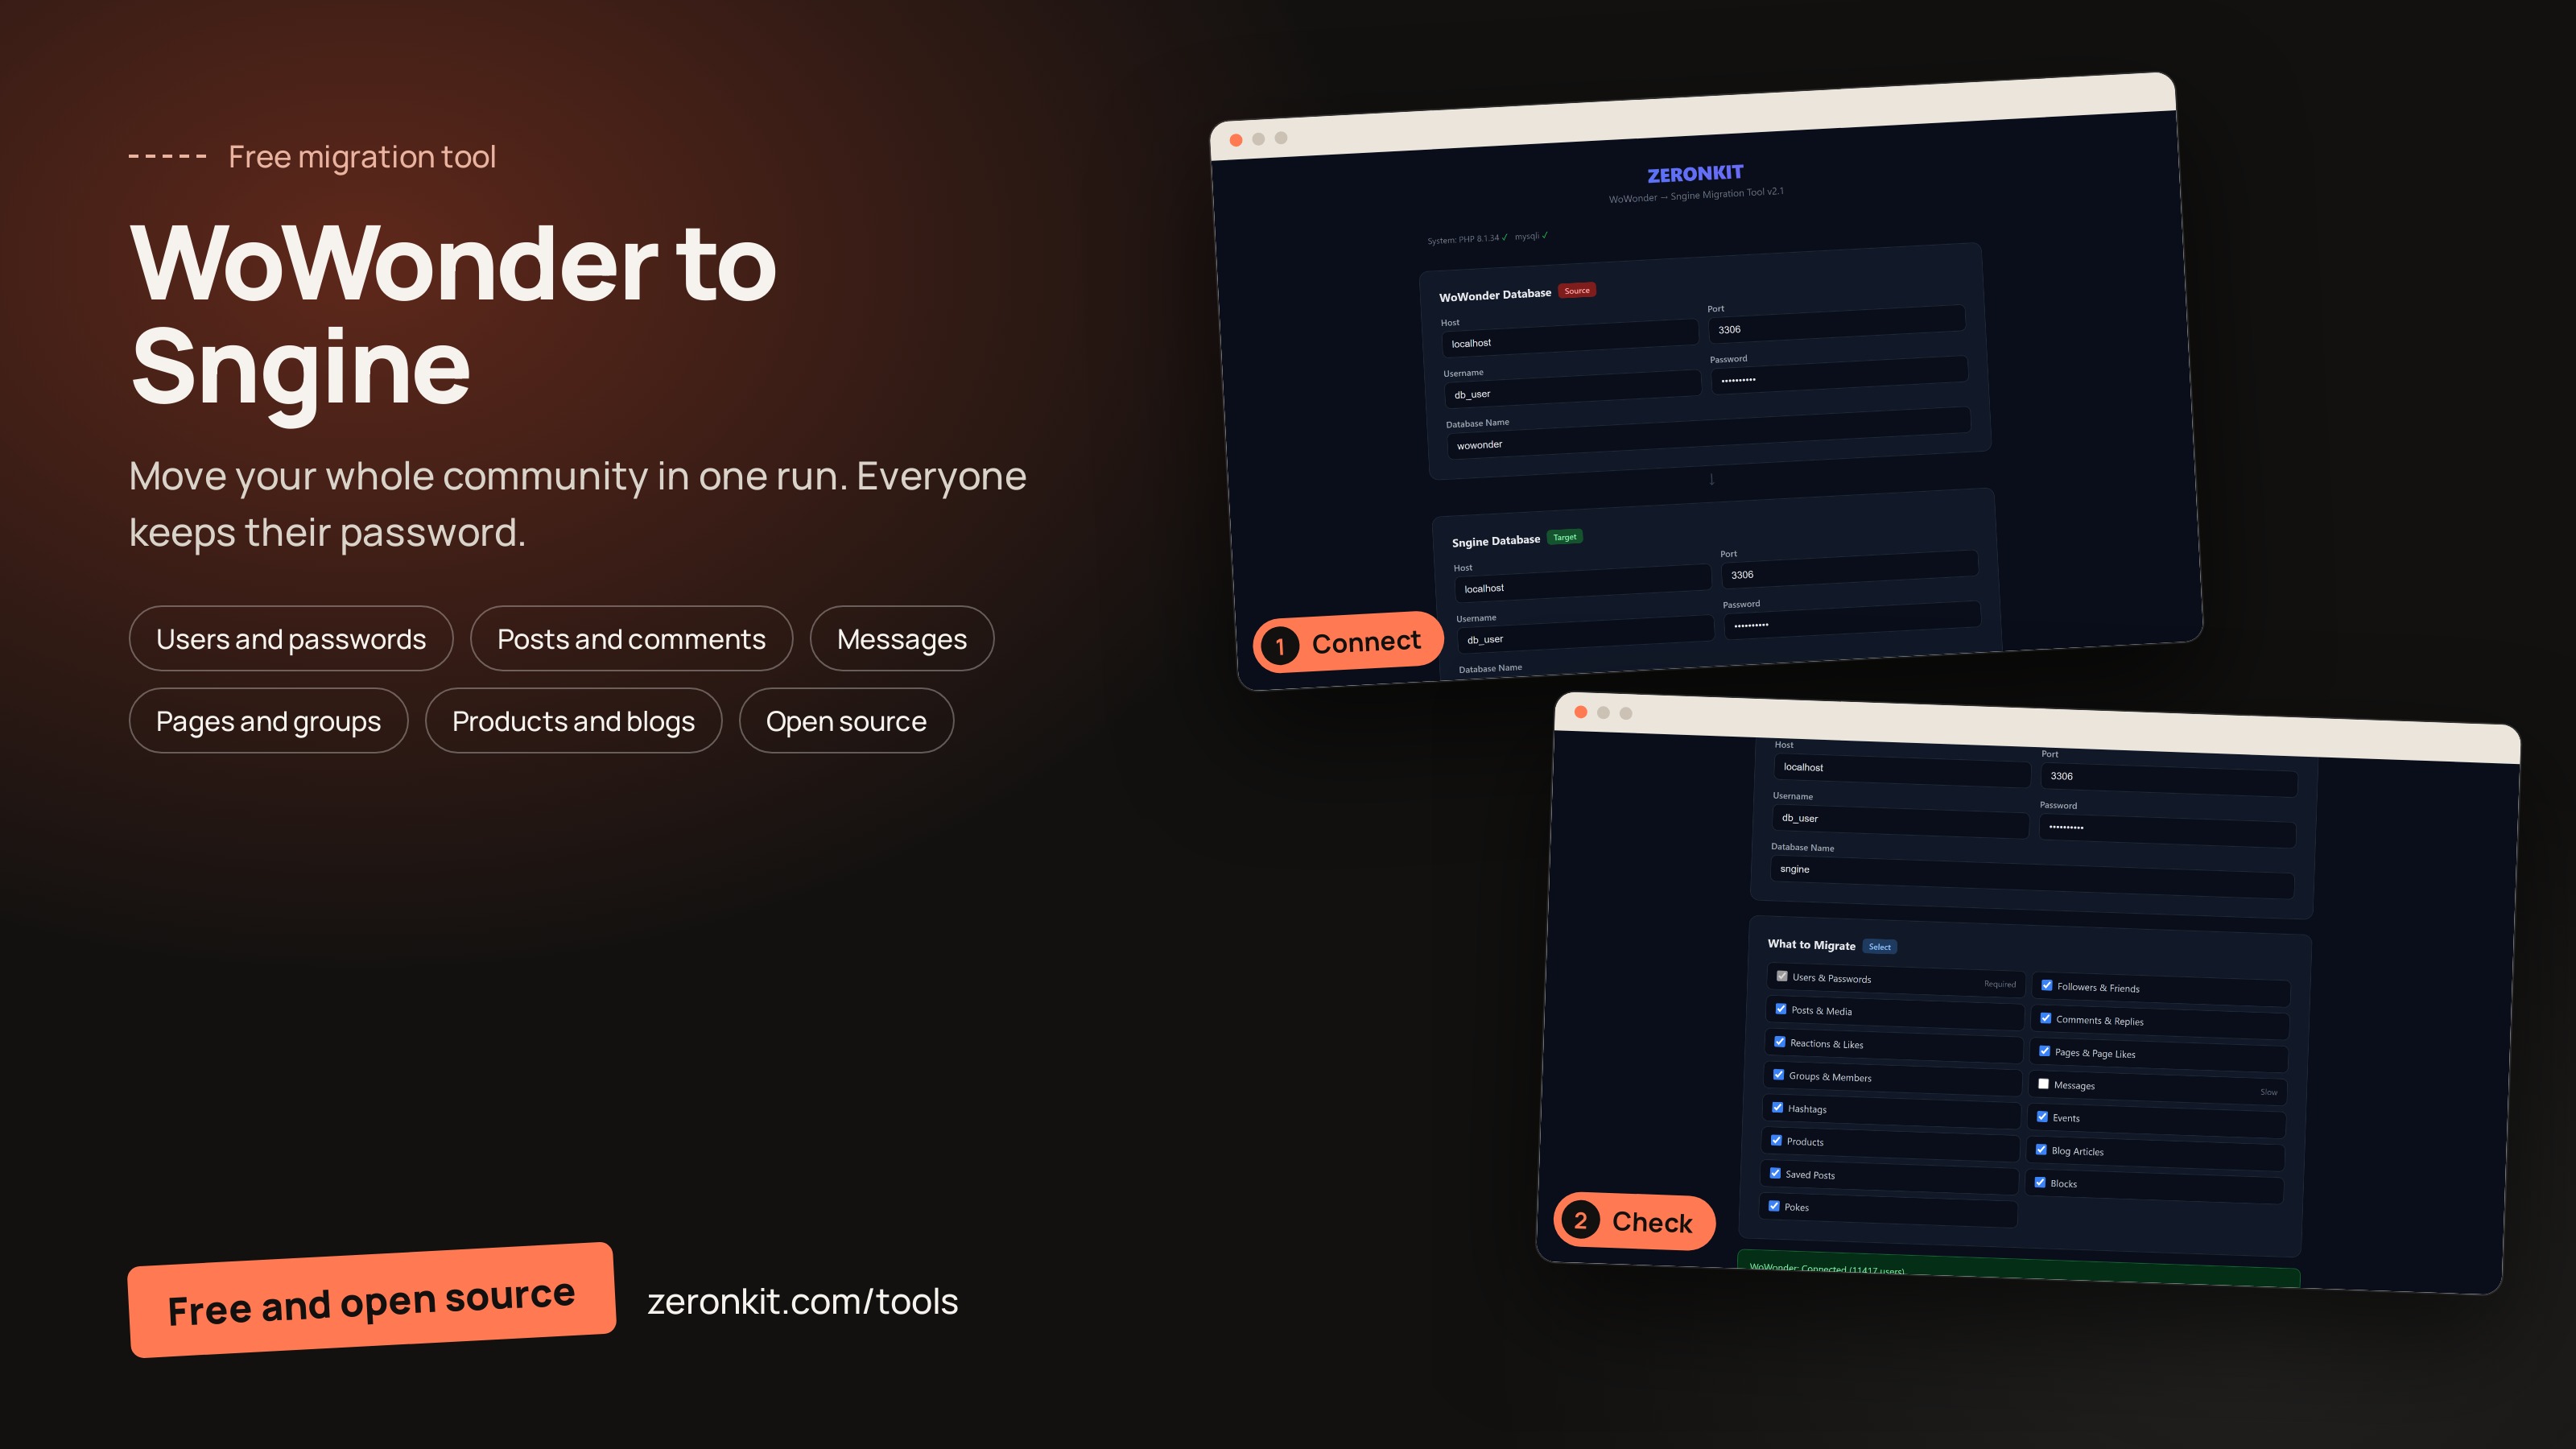 Free migration tool
WoWonder to
Sngine
Move your whole community in one run. Everyone
keeps their password.
Users and passwords
Posts and comments
Messages
Pages and groups
Products and blogs
Open source
Free and open source
zeronkit.com/tools
ZERONKIT
WoWonder → Sngine Migration Tool v2.1
System: PHP 8.1.34 ✓ mysqli ✓
WoWonder Database Source
Host
Port
localhost
3306
Username
Password
db_user
••••••••••
Database Name
wowonder
↓
Sngine Database Target
Host
Port
localhost
3306
Username
Password
db_user
••••••••••
Database Name
1 Connect
Host
Port
localhost
3306
Username
Password
db_user
••••••••••
Database Name
sngine
What to Migrate Select
Users & Passwords Required
Followers & Friends
Posts & Media
Comments & Replies
Reactions & Likes
Pages & Page Likes
Groups & Members
Messages Slow
Hashtags
Events
Products
Blog Articles
Saved Posts
Blocks
Pokes
2 Check
WoWonder: Connected (11417 users)